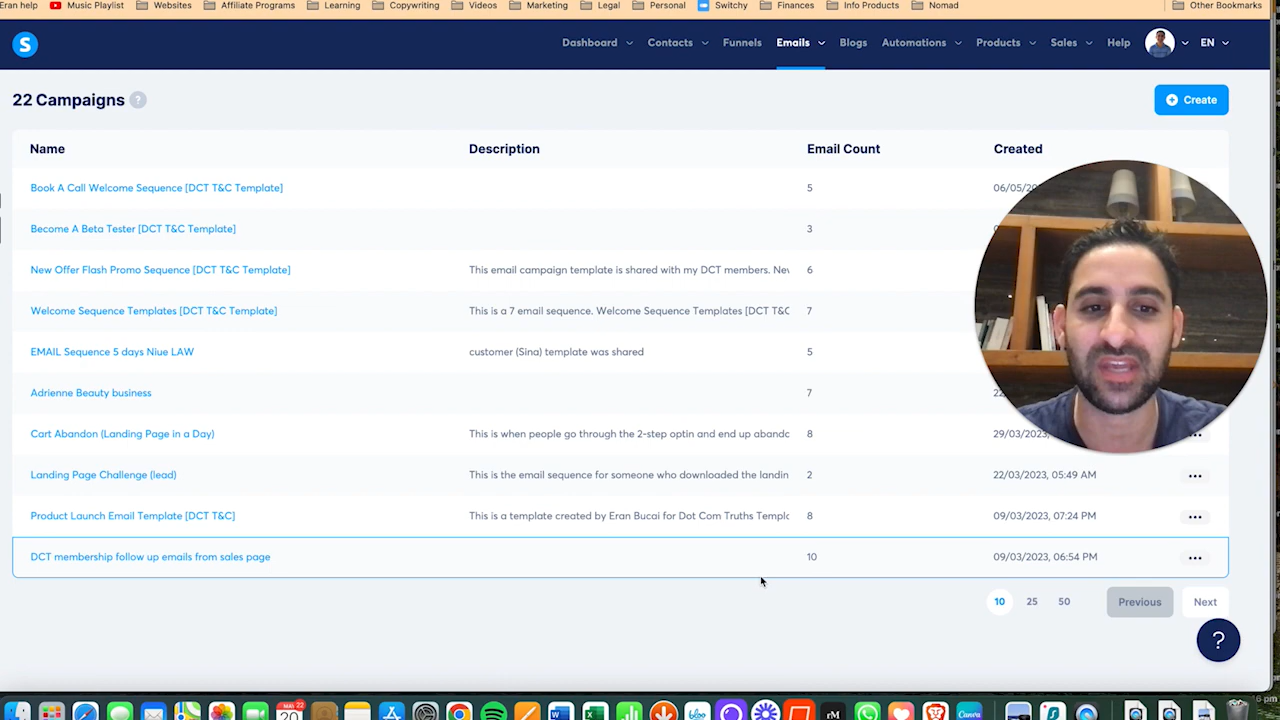 Eran help Music Playlist Websites Affiliate Programs Learning Copywriting Videos Marketing Legal Personal Switchy Finances Info Products Nomad Other Bookmarks
S Dashboard Contacts Funnels Emails Blogs Automations Products Sales Help EN
22 Campaigns ?
Create
Name Description Email Count Created
Book A Call Welcome Sequence [DCT T&C Template] 5 06/05/20
Become A Beta Tester [DCT T&C Template] 3
New Offer Flash Promo Sequence [DCT T&C Template] This email campaign template is shared with my DCT members. Nev 6
Welcome Sequence Templates [DCT T&C Template] This is a 7 email sequence. Welcome Sequence Templates [DCT T&C 7
EMAIL Sequence 5 days Niue LAW customer (Sina) template was shared 5
Adrienne Beauty business 7 22
Cart Abandon (Landing Page in a Day) This is when people go through the 2-step optin and end up abando 8 29/03/2023,
Landing Page Challenge (lead) This is the email sequence for someone who downloaded the landin 2 22/03/2023, 05:49 AM
Product Launch Email Template [DCT T&C] This is a template created by Eran Bucai for Dot Com Truths Templa 8 09/03/2023, 07:24 PM
DCT membership follow up emails from sales page 10 09/03/2023, 06:54 PM
10 25 50 Previous Next
?
MAY 22
20
rM
Canva